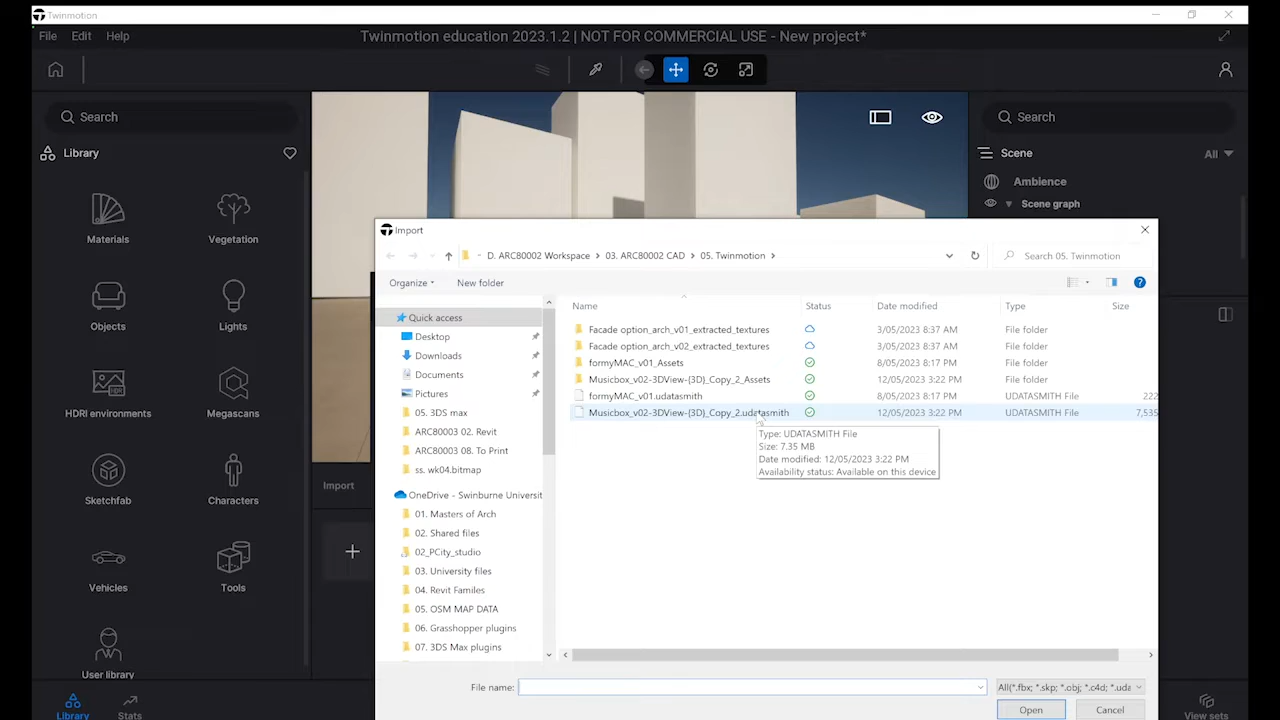 Twinmotion
File Edit Help
Twinmotion education 2023.1.2 | NOT FOR COMMERCIAL USE - New project*
Search
Library
Materials
Vegetation
Objects
Lights
HDRI environments
Megascans
Sketchfab
Characters
Vehicles
Tools
User library
Library
Stats
Import
Search
Scene
All
Ambience
Scene graph
Import
D. ARC80002 Workspace > 03. ARC80002 CAD > 05. Twinmotion >
Search 05. Twinmotion
Organize
New folder
Quick access
Desktop
Downloads
Documents
Pictures
05. 3DS max
ARC80003 02. Revit
ARC80003 08. To Print
ss. wk04.bitmap
OneDrive - Swinburne Universit
01. Masters of Arch
02. Shared files
02_PCity_studio
03. University files
04. Revit Familes
05. OSM MAP DATA
06. Grasshopper plugins
07. 3DS Max plugins
Name Status Date modified Type Size
Facade option_arch_v01_extracted_textures 3/05/2023 8:37 AM File folder
Facade option_arch_v02_extracted_textures 3/05/2023 8:37 AM File folder
formyMAC_v01_Assets 8/05/2023 8:17 PM File folder
Musicbox_v02-3DView-{3D}_Copy_2_Assets 12/05/2023 3:22 PM File folder
formyMAC_v01.udatasmith 8/05/2023 8:17 PM UDATASMITH File 222
Musicbox_v02-3DView-{3D}_Copy_2.udatasmith 12/05/2023 3:22 PM UDATASMITH File 7,535
Type: UDATASMITH File
Size: 7.35 MB
Date modified: 12/05/2023 3:22 PM
Availability status: Available on this device
File name:
All(*.fbx; *.skp; *.obj; *.c4d; *.uda
Open
Cancel
View sets